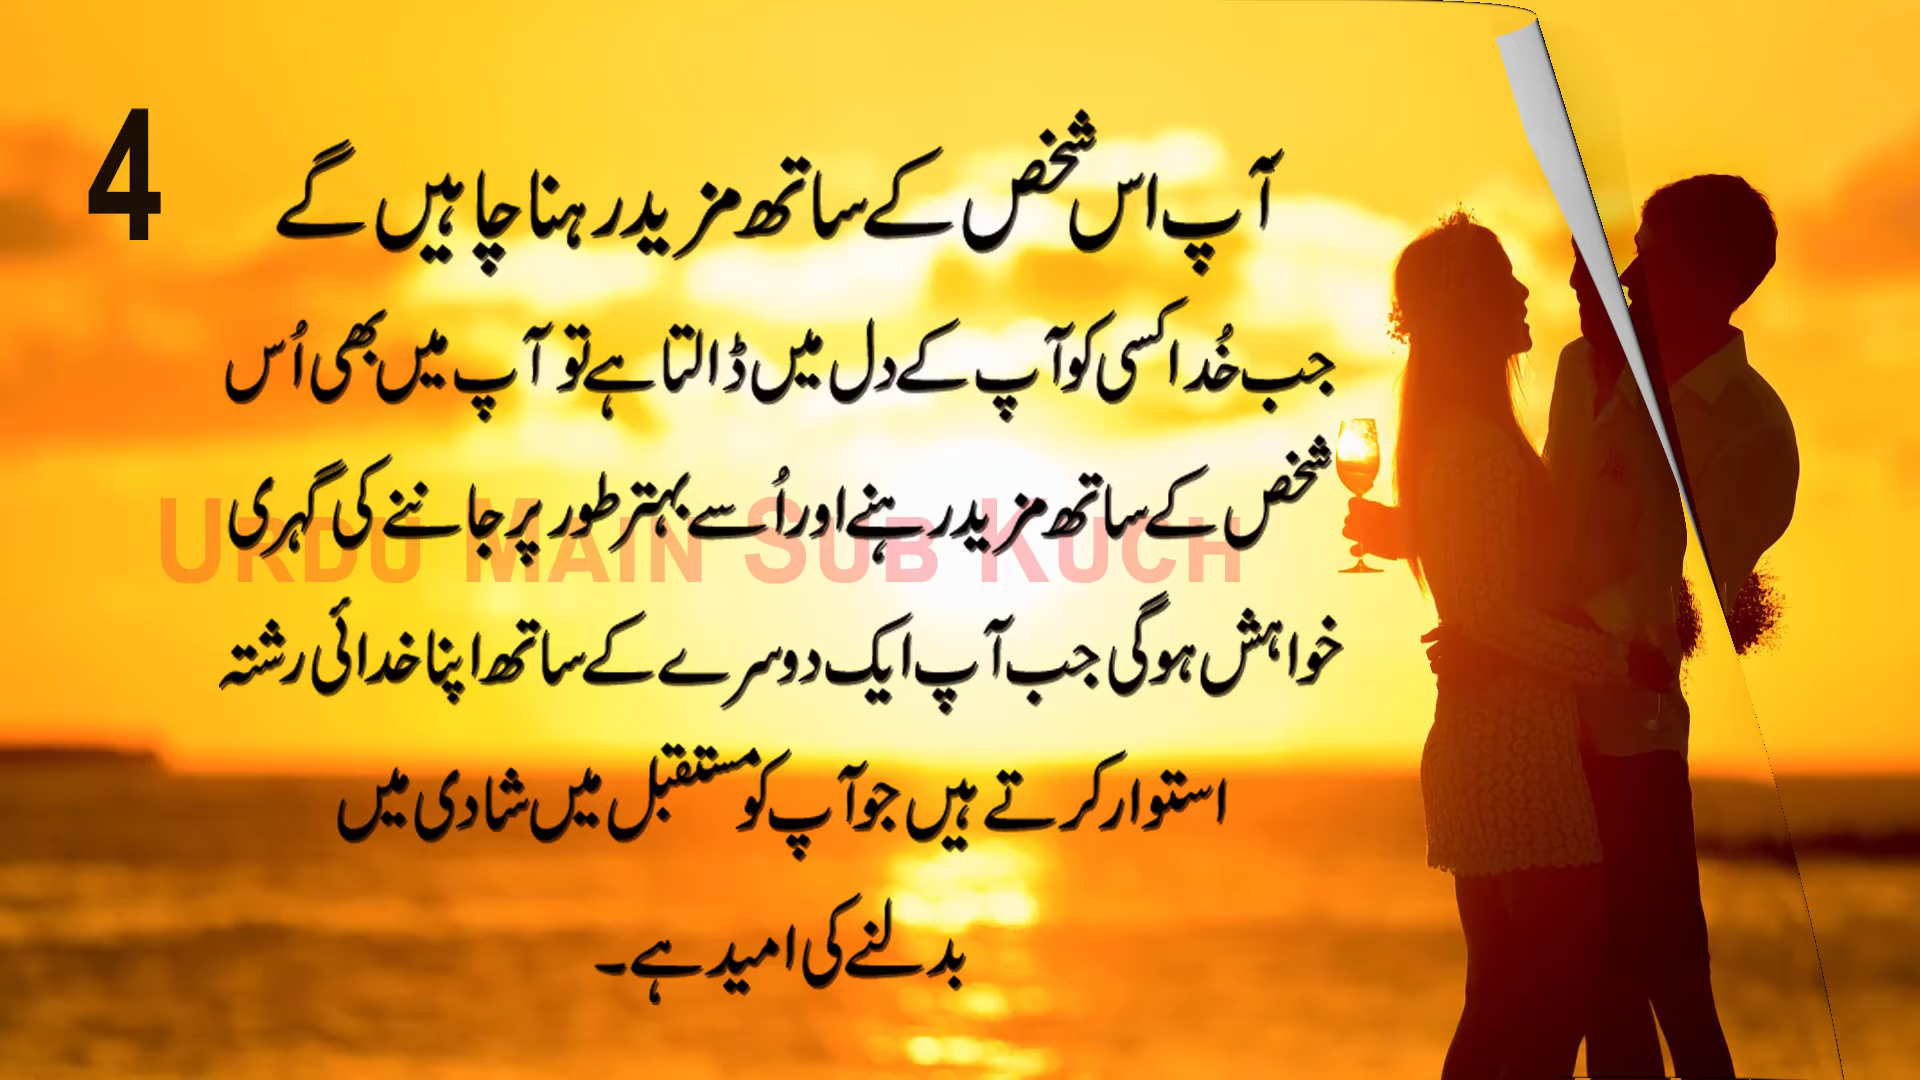 4
آپ اس شخص کے ساتھ مزید رہنا چاہیں گے
جب خُدا کسی کو آپ کے دل میں ڈالتا ہے تو آپ میں بھی اُس
شخص کے ساتھ مزید رہنے اور اُسے بہتر طور پر جاننے کی گہری
خواہش ہوگی جب آپ ایک دوسرے کے ساتھ اپنا خدائی رشتہ
استوار کرتے ہیں جو آپ کو مستقبل میں شادی میں
بدلنے کی امید ہے۔
URDU MAIN SUB KUCH